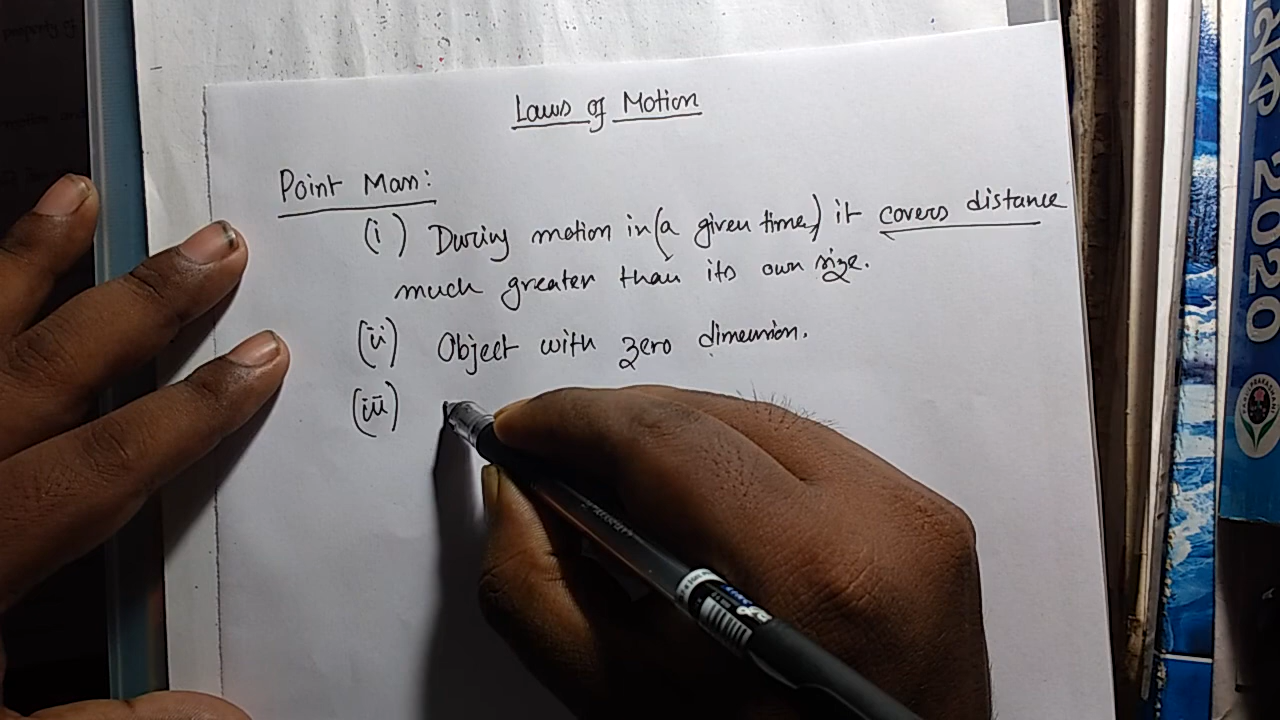 Laws of Motion
Point Mass:
(i) During motion in (a given time) it covers distance
much greater than its own size.
(ii) Object with zero dimension.
(iii)
2020